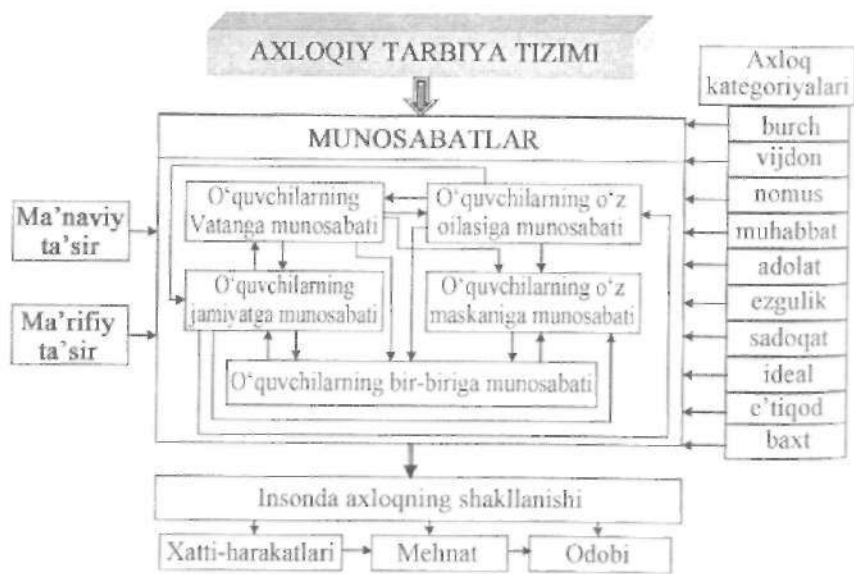 AXLOQIY TARBIYA TIZIMI
Axloq
kategoriyalari
MUNOSABATLAR
burch
vijdon
nomus
muhabbat
adolat
ezgulik
sadoqat
ideal
e’tiqod
baxt
Ma’naviy
ta’sir
Ma’rifiy
ta’sir
O‘quvchilarning
Vatanga munosabati
O‘quvchilarning o‘z
oilasiga munosabati
O‘quvchilarning
jamiyatga munosabati
O‘quvchilarning o‘z
maskaniga munosabati
O‘quvchilarning bir-biriga munosabati
Insonda axloqning shakllanishi
Xatti-harakatlari
Mehnat
Odobi